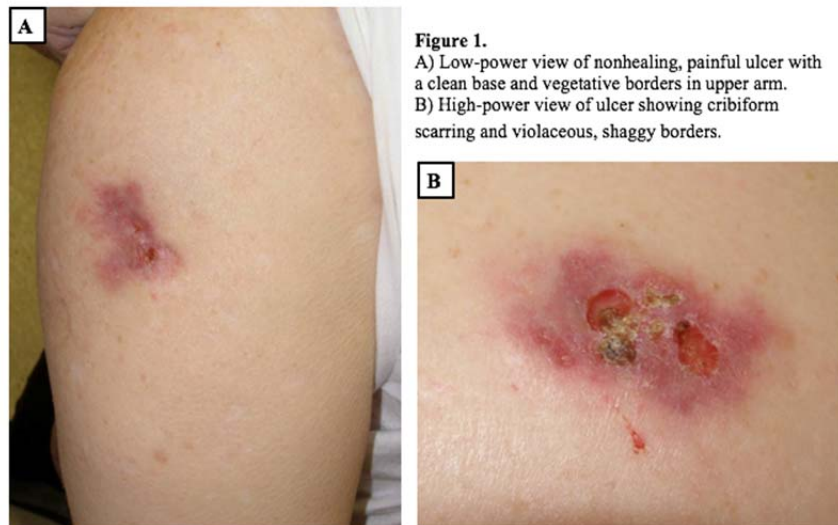 A
Figure 1.
A) Low-power view of nonhealing, painful ulcer with
a clean base and vegetative borders in upper arm.
B) High-power view of ulcer showing cribiform
scarring and violaceous, shaggy borders.
B